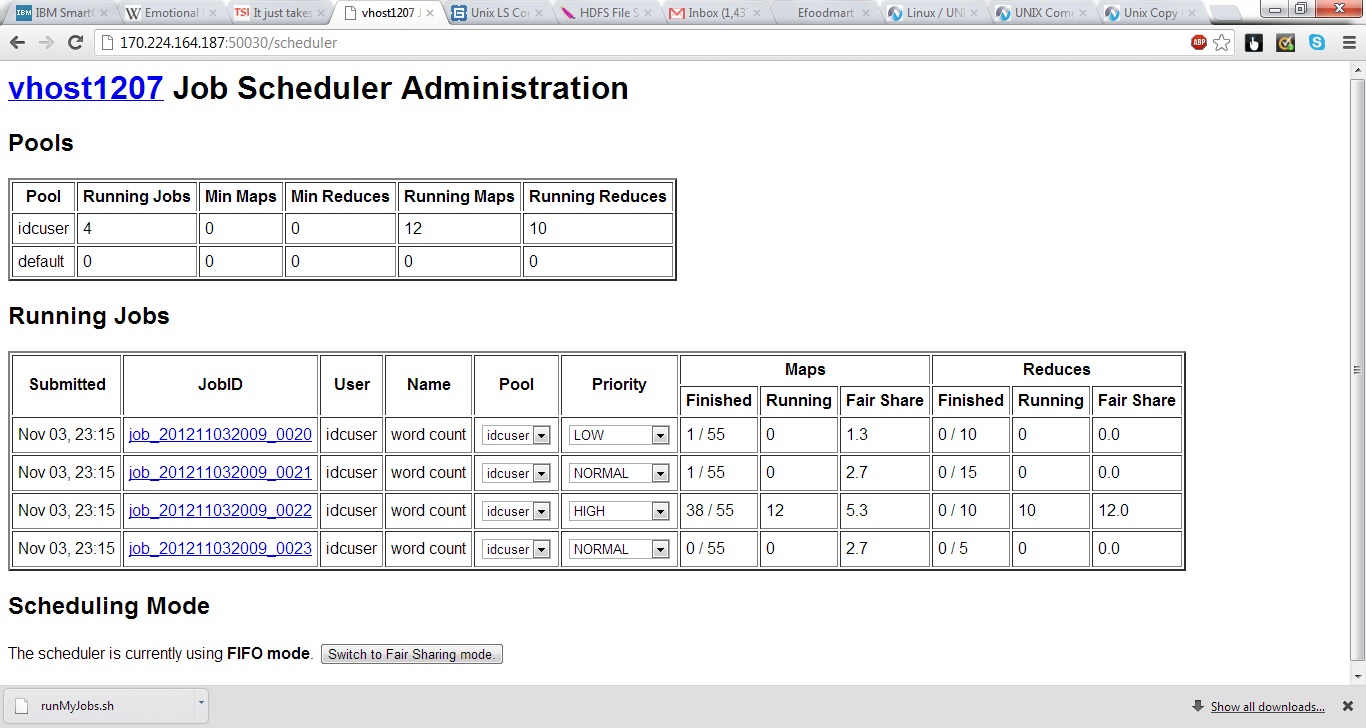 IBM SmartC
Emotional i
TSI It just takes
vhost1207 J
Unix LS Co
HDFS File S
Inbox (1,43
Efoodmart
Linux / UNI
UNIX Com
Unix Copy
170.224.164.187:50030/scheduler ABP
vhost1207 Job Scheduler Administration
Pools
Pool Running Jobs Min Maps Min Reduces Running Maps Running Reduces
idcuser 4 0 0 12 10
default 0 0 0 0 0
Running Jobs
Submitted JobID User Name Pool Priority Maps Reduces
Finished Running Fair Share Finished Running Fair Share
Nov 03, 23:15 job_201211032009_0020 idcuser word count idcuser LOW 1 / 55 0 1.3 0 / 10 0 0.0
Nov 03, 23:15 job_201211032009_0021 idcuser word count idcuser NORMAL 1 / 55 0 2.7 0 / 15 0 0.0
Nov 03, 23:15 job_201211032009_0022 idcuser word count idcuser HIGH 38 / 55 12 5.3 0 / 10 10 12.0
Nov 03, 23:15 job_201211032009_0023 idcuser word count idcuser NORMAL 0 / 55 0 2.7 0 / 5 0 0.0
Scheduling Mode
The scheduler is currently using FIFO mode. Switch to Fair Sharing mode.
runMyJobs.sh Show all downloads...